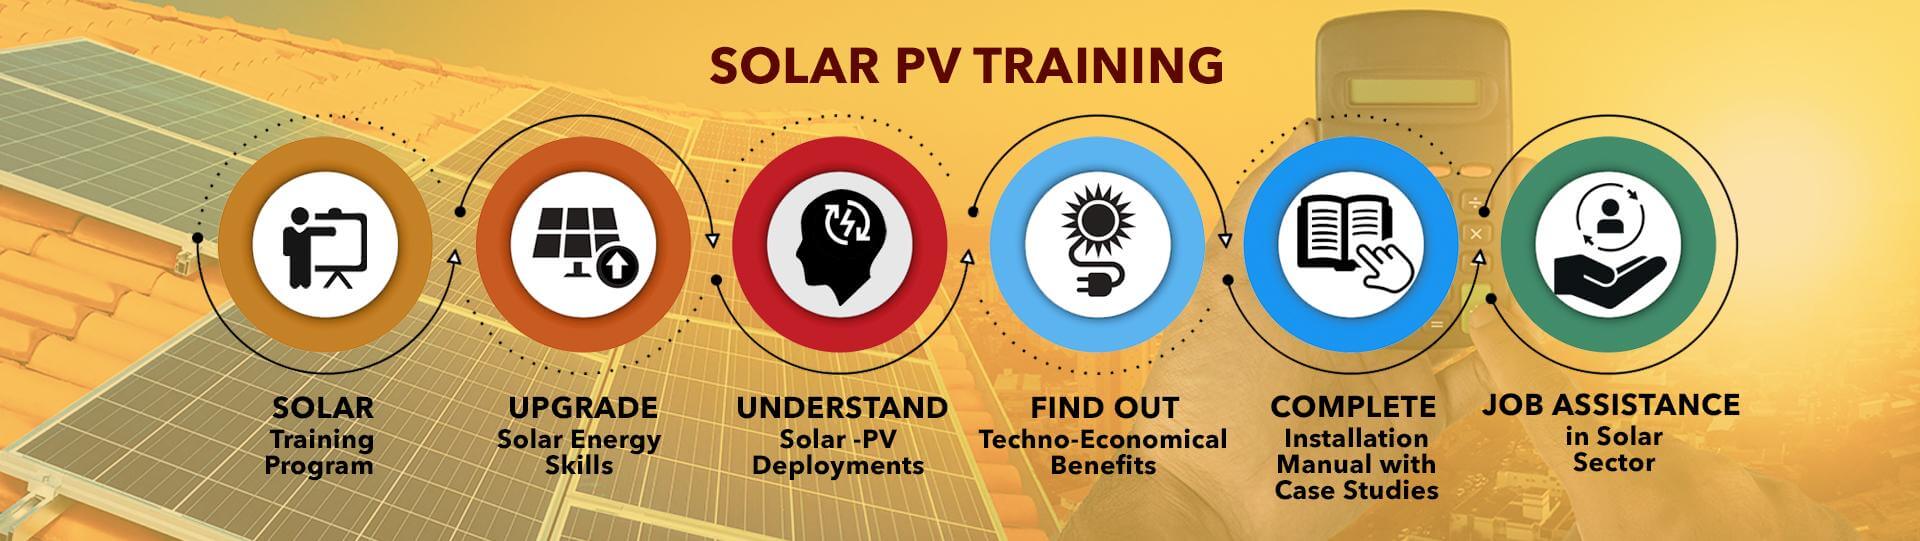 SOLAR PV TRAINING
SOLAR
Training
Program
UPGRADE
Solar Energy
Skills
UNDERSTAND
Solar -PV
Deployments
FIND OUT
Techno-Economical
Benefits
COMPLETE
Installation
Manual with
Case Studies
JOB ASSISTANCE
in Solar
Sector